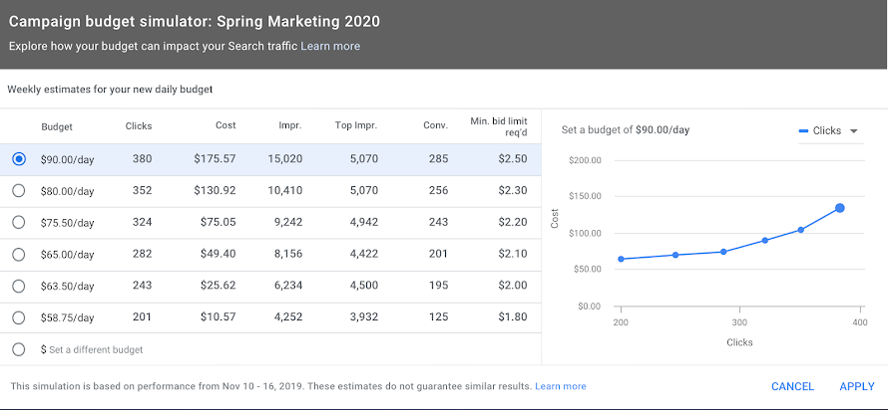 Campaign budget simulator: Spring Marketing 2020
Explore how your budget can impact your Search traffic Learn more
Weekly estimates for your new daily budget
Budget Clicks Cost Impr. Top Impr. Conv. Min. bid limit req'd
$90.00/day 380 $175.57 15,020 5,070 285 $2.50
$80.00/day 352 $130.92 10,410 5,070 256 $2.30
$75.50/day 324 $75.05 9,242 4,942 243 $2.20
$65.00/day 282 $49.40 8,156 4,422 201 $2.10
$63.50/day 243 $25.62 6,234 4,500 195 $2.00
$58.75/day 201 $10.57 4,252 3,932 125 $1.80
$ Set a different budget
Set a budget of $90.00/day
Clicks
$200.00
$150.00
$100.00
$50.00
$0.00
Cost
200 300 400
Clicks
This simulation is based on performance from Nov 10 - 16, 2019. These estimates do not guarantee similar results. Learn more
CANCEL APPLY